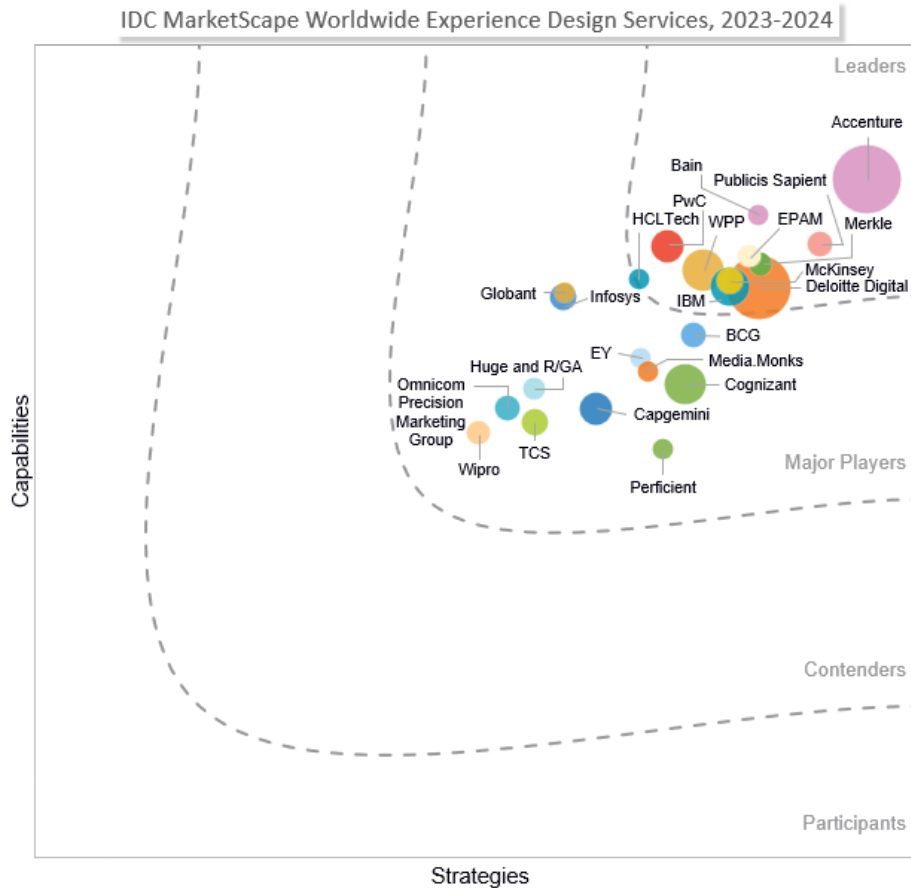 IDC MarketScape Worldwide Experience Design Services, 2023-2024
Leaders
Accenture
Bain
Publicis Sapient
PwC
HCLTech
WPP
EPAM
Merkle
McKinsey
Deloitte Digital
IBM
Globant
Infosys
BCG
EY
Media.Monks
Huge and R/GA
Cognizant
Omnicom
Precision
Marketing
Group
Capgemini
TCS
Wipro
Perficient
Major Players
Capabilities
Contenders
Participants
Strategies